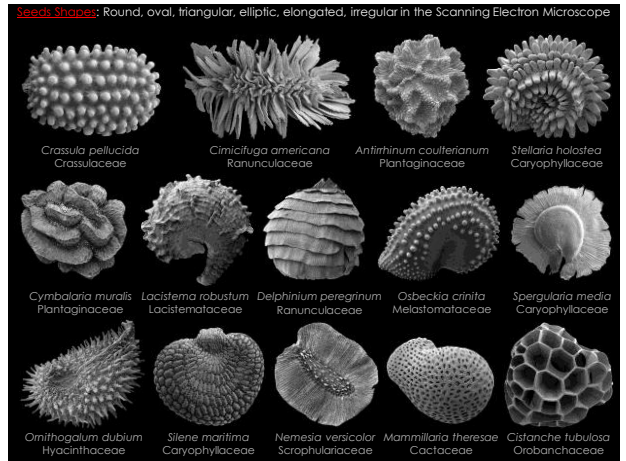 Seeds Shapes: Round, oval, triangular, elliptic, elongated, irregular in the Scanning Electron Microscope
Crassula pellucida
Crassulaceae
Cimicifuga americana
Ranunculaceae
Antirrhinum coulterianum
Plantaginaceae
Stellaria holostea
Caryophyllaceae
Cymbalaria muralis
Plantaginaceae
Lacistema robustum
Lacistemataceae
Delphinium peregrinum
Ranunculaceae
Osbeckia crinita
Melastomataceae
Spergularia media
Caryophyllaceae
Ornithogalum dubium
Hyacinthaceae
Silene maritima
Caryophyllaceae
Nemesia versicolor
Scrophulariaceae
Mammillaria theresae
Cactaceae
Cistanche tubulosa
Orobanchaceae